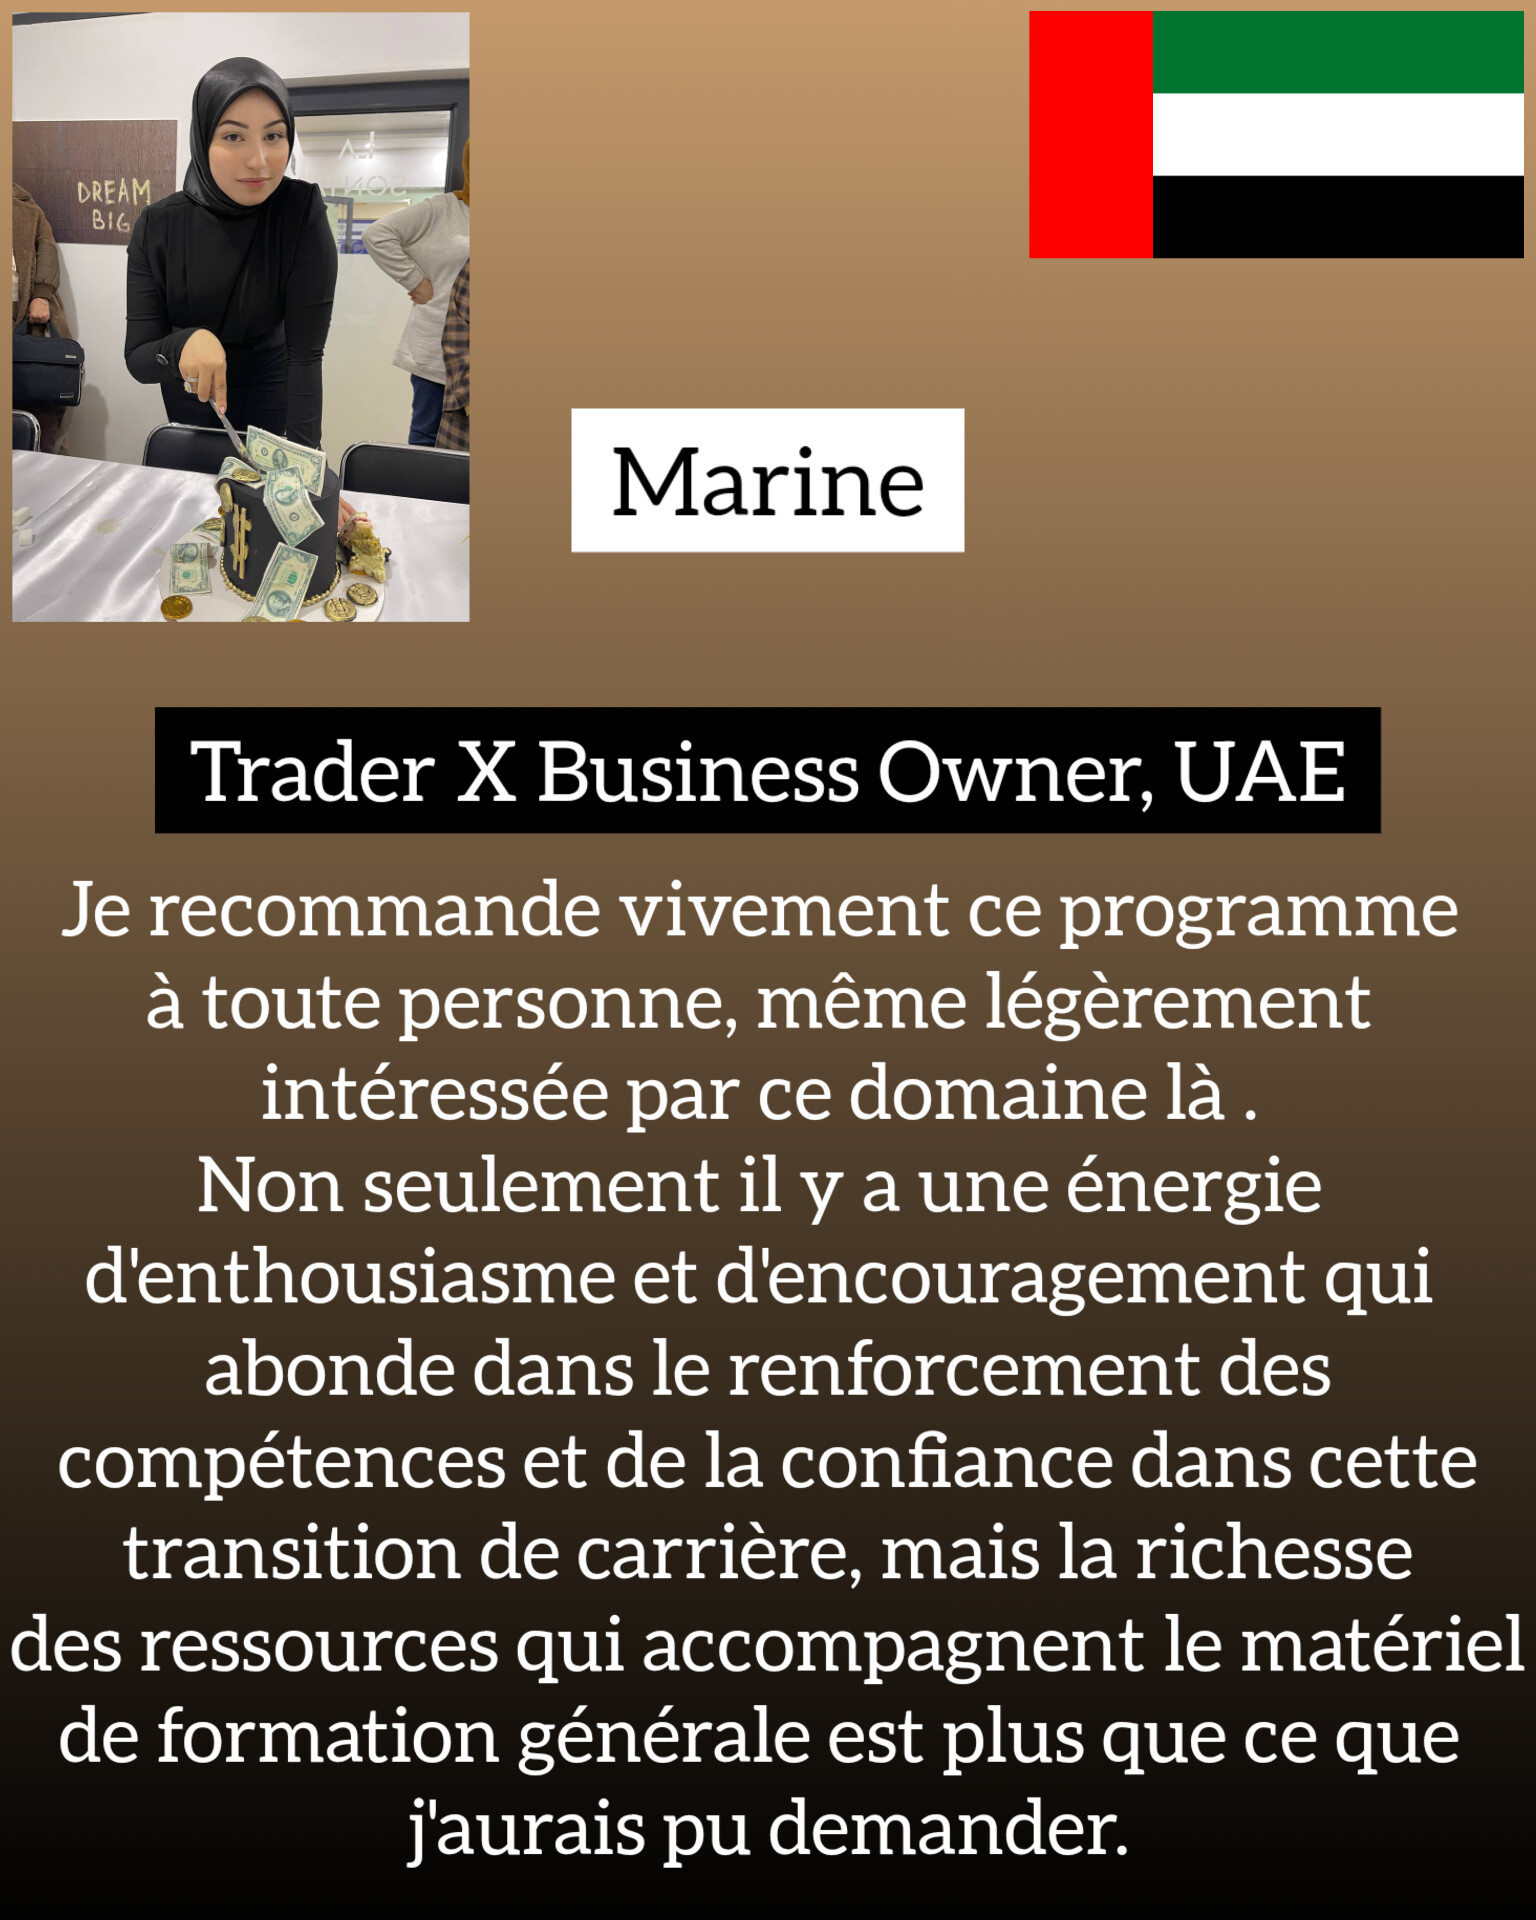 DREAM
BIG
Marine
Trader X Business Owner, UAE
Je recommande vivement ce programme
à toute personne, même légèrement
intéressée par ce domaine là .
Non seulement il y a une énergie
d'enthousiasme et d'encouragement qui
abonde dans le renforcement des
compétences et de la confiance dans cette
transition de carrière, mais la richesse
des ressources qui accompagnent le matériel
de formation générale est plus que ce que
j'aurais pu demander.